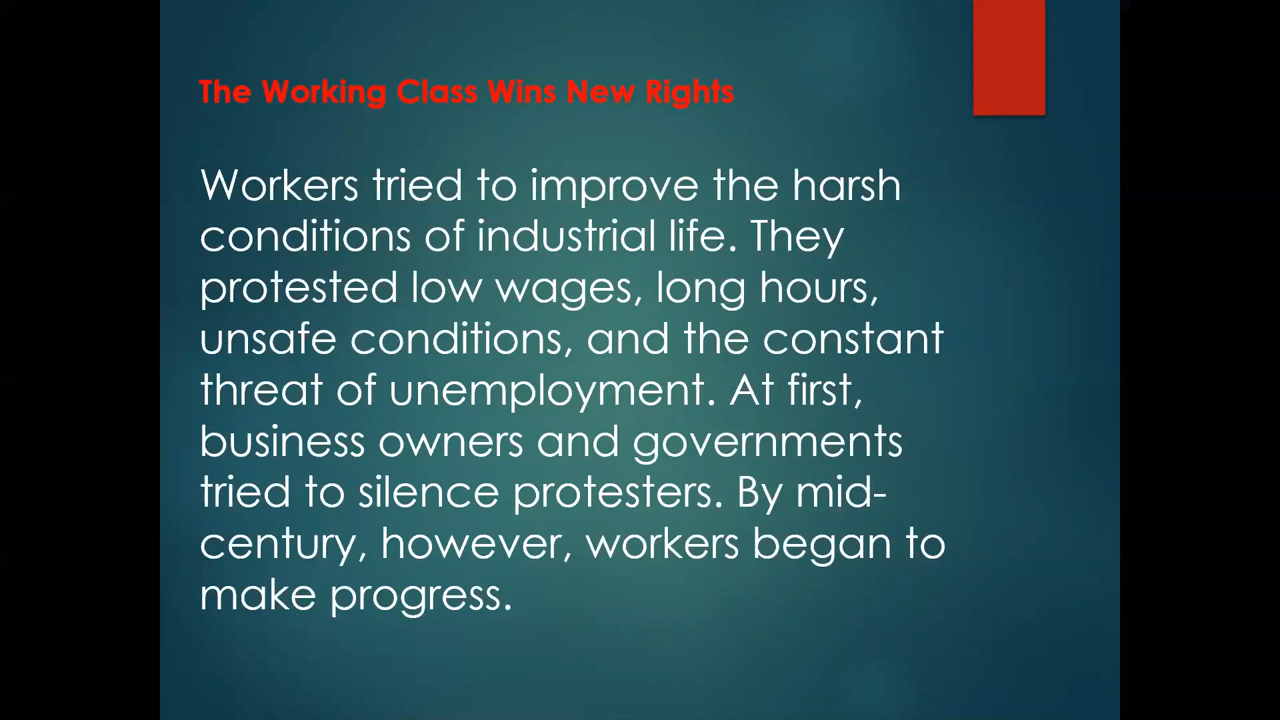 The Working Class Wins New Rights
Workers tried to improve the harsh
conditions of industrial life. They
protested low wages, long hours,
unsafe conditions, and the constant
threat of unemployment. At first,
business owners and governments
tried to silence protesters. By mid-
century, however, workers began to
make progress.